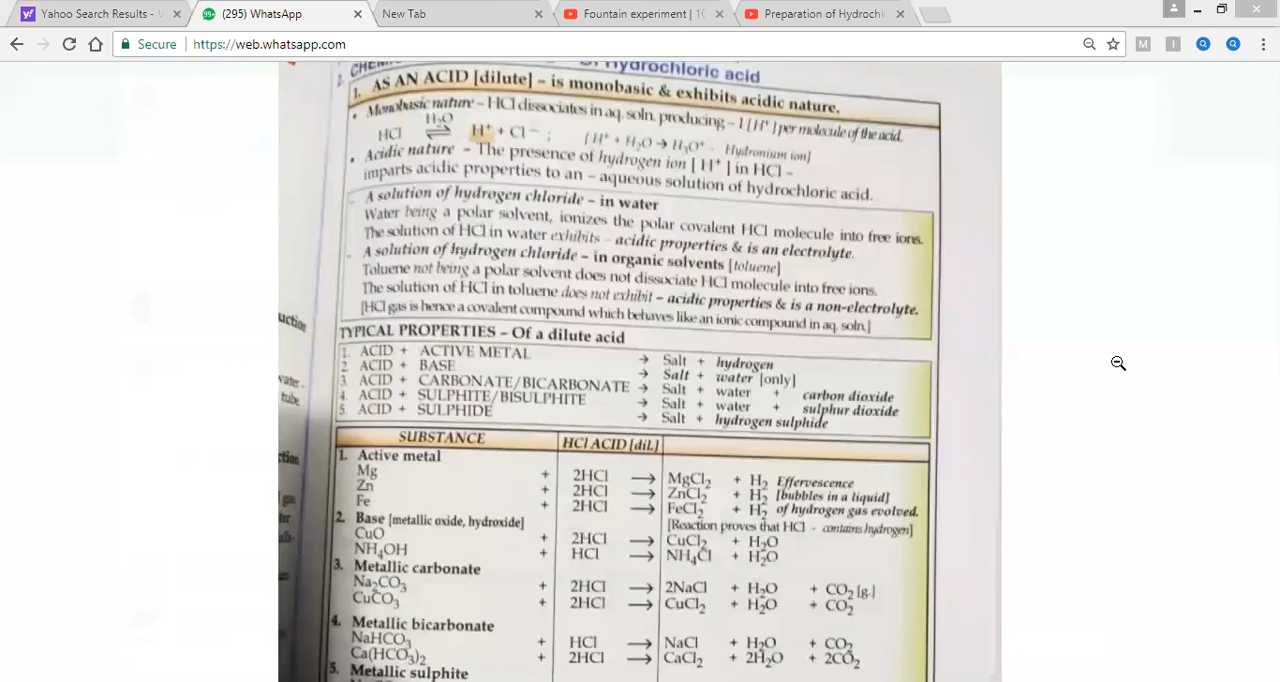 Yahoo Search Results -
(295) WhatsApp
New Tab
Fountain experiment | 10
Preparation of Hydrochl
Secure
https://web.whatsapp.com
Hydrochloric acid
1. AS AN ACID [dilute] – is monobasic & exhibits acidic nature.
• Monobasic nature – HCl dissociates in aq. soln. producing – 1 [H⁺] per molecule of the acid.
H₂O
HCl ⇌ H⁺ + Cl⁻ ; [H⁺ + H₂O → H₃O⁺ - Hydronium ion]
• Acidic nature – The presence of hydrogen ion [H⁺] in HCl –
imparts acidic properties to an – aqueous solution of hydrochloric acid.
- A solution of hydrogen chloride – in water
Water being a polar solvent, ionizes the polar covalent HCl molecule into free ions.
The solution of HCl in water exhibits – acidic properties & is an electrolyte.
- A solution of hydrogen chloride – in organic solvents [toluene]
Toluene not being a polar solvent does not dissociate HCl molecule into free ions.
The solution of HCl in toluene does not exhibit – acidic properties & is a non-electrolyte.
[HCl gas is hence a covalent compound which behaves like an ionic compound in aq. soln.]
TYPICAL PROPERTIES – Of a dilute acid
1. ACID + ACTIVE METAL → Salt + hydrogen
2. ACID + BASE → Salt + water [only]
3. ACID + CARBONATE/BICARBONATE → Salt + water + carbon dioxide
4. ACID + SULPHITE/BISULPHITE → Salt + water + sulphur dioxide
5. ACID + SULPHIDE → Salt + hydrogen sulphide
SUBSTANCE HCl ACID [dil.]
1. Active metal
Mg + 2HCl → MgCl₂ + H₂ Effervescence
Zn + 2HCl → ZnCl₂ + H₂ [bubbles in a liquid]
Fe + 2HCl → FeCl₂ + H₂ of hydrogen gas evolved.
2. Base [metallic oxide, hydroxide] [Reaction proves that HCl - contains hydrogen]
CuO + 2HCl → CuCl₂ + H₂O
NH₄OH + HCl → NH₄Cl + H₂O
3. Metallic carbonate
Na₂CO₃ + 2HCl → 2NaCl + H₂O + CO₂ [g.]
CuCO₃ + 2HCl → CuCl₂ + H₂O + CO₂
4. Metallic bicarbonate
NaHCO₃ + HCl → NaCl + H₂O + CO₂
Ca(HCO₃)₂ + 2HCl → CaCl₂ + 2H₂O + 2CO₂
5. Metallic sulphite